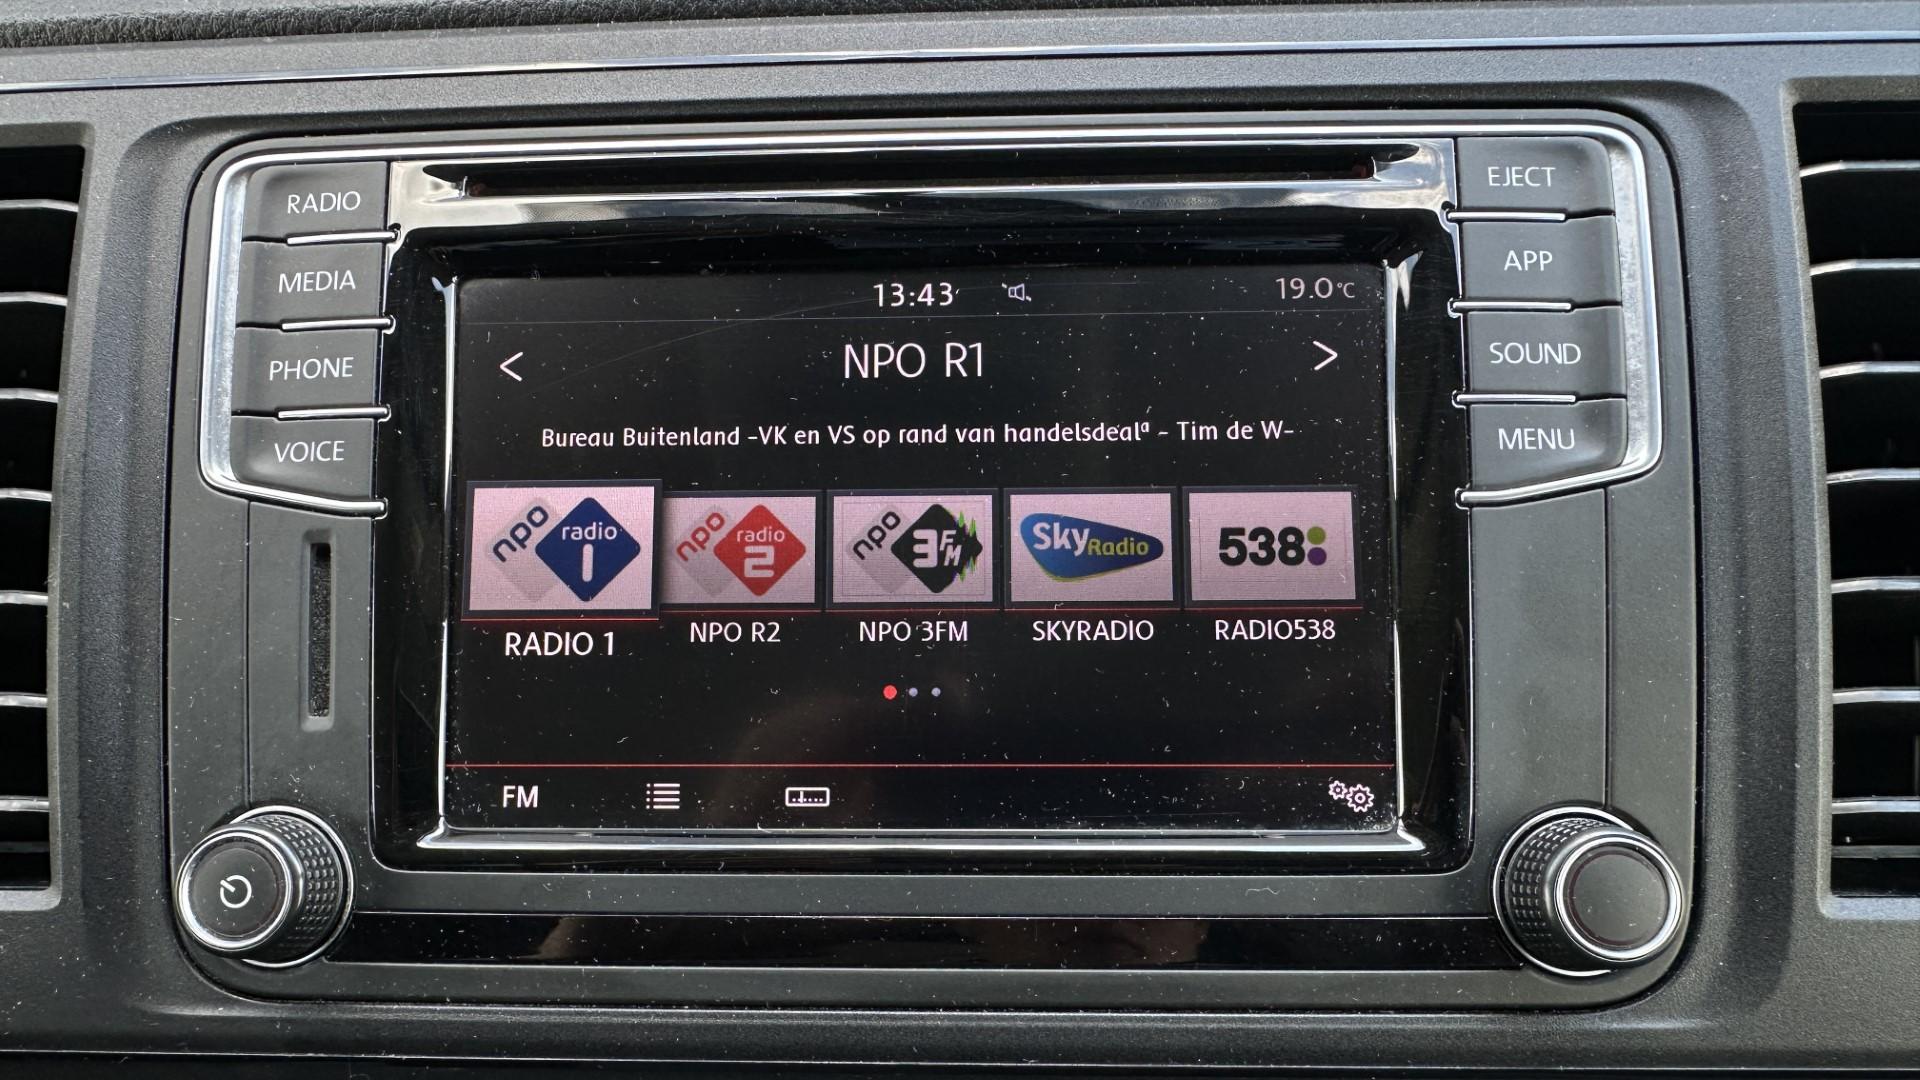 RADIO
MEDIA
PHONE
VOICE
EJECT
APP
SOUND
MENU
13:43
19.0°C
< NPO R1 >
Bureau Buitenland -VK en VS op rand van handelsdealª - Tim de W-
npo radio 1
npo radio 2
npo 3FM
Sky Radio
538
RADIO 1
NPO R2
NPO 3FM
SKYRADIO
RADIO538
FM